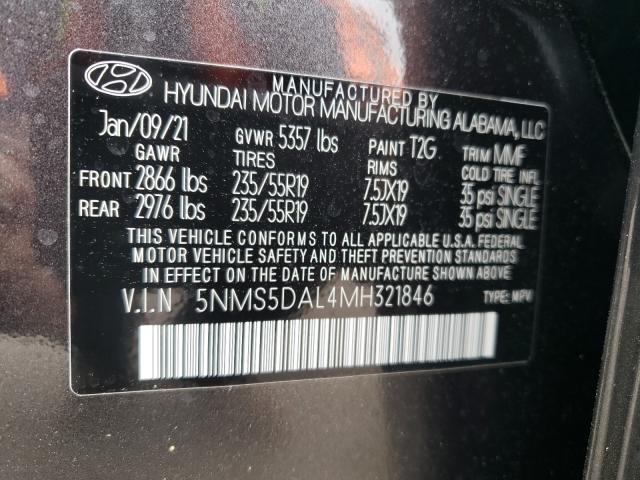 MANUFACTURED BY
HYUNDAI MOTOR MANUFACTURING ALABAMA, LLC
Jan/09/21 GVWR 5357 lbs PAINT T2G TRIM MMF
GAWR TIRES RIMS COLD TIRE INFL
FRONT 2866 lbs 235/55R19 7.5JX19 35 psi SINGLE
REAR 2976 lbs 235/55R19 7.5JX19 35 psi SINGLE
THIS VEHICLE CONFORMS TO ALL APPLICABLE U.S.A. FEDERAL
MOTOR VEHICLE SAFETY AND THEFT PREVENTION STANDARDS
IN EFFECT ON THE DATE OF MANUFACTURE SHOWN ABOVE.
V.I.N 5NMS5DAL4MH321846 TYPE: MPV